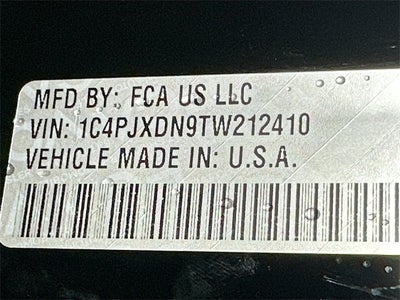 MFD BY: FCA US LLC
VIN: 1C4PJXDN9TW212410
VEHICLE MADE IN: U.S.A.